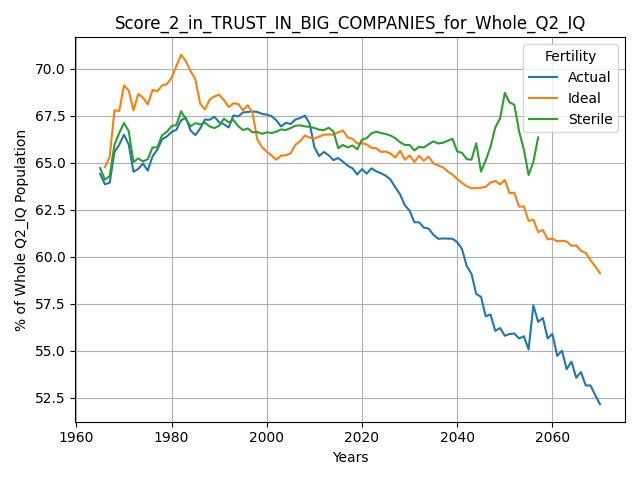 Score_2_in_TRUST_IN_BIG_COMPANIES_for_Whole_Q2_IQ
Fertility
Actual
Ideal
Sterile
% of Whole Q2_IQ Population
70.0
67.5
65.0
62.5
60.0
57.5
55.0
52.5
1960
1980
2000
2020
2040
2060
Years